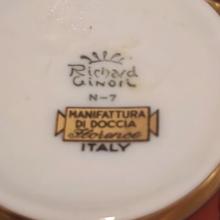 Richard
Ginori
N-7
MANIFATTURA
DI DOCCIA
Florence
ITALY